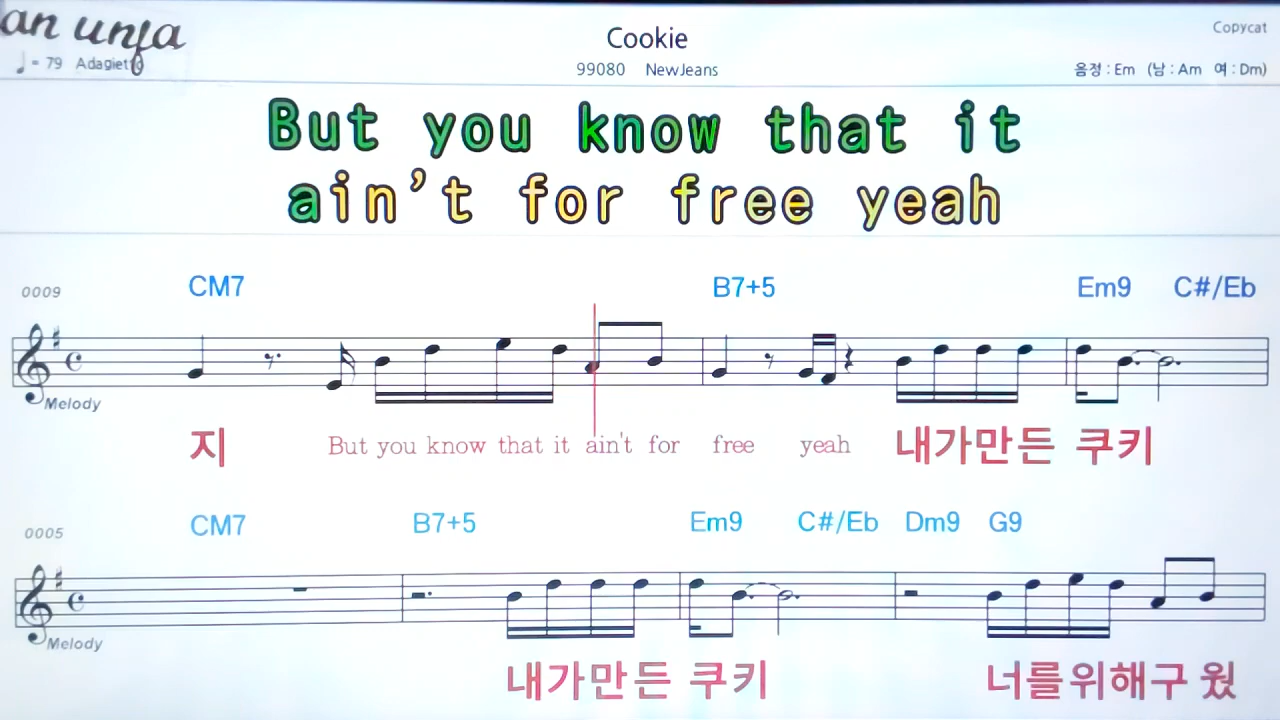 an unfa
♩= 79 Adagietto
Cookie
99080 NewJeans
Copycat
음정 : Em (남 : Am 여 : Dm)
But you know that it
ain't for free yeah
0009 CM7 B7+5 Em9 C#/Eb
Melody
지 But you know that it ain't for free yeah 내가만든 쿠키
0005 CM7 B7+5 Em9 C#/Eb Dm9 G9
Melody
내가만든 쿠키 너를위해구 웠